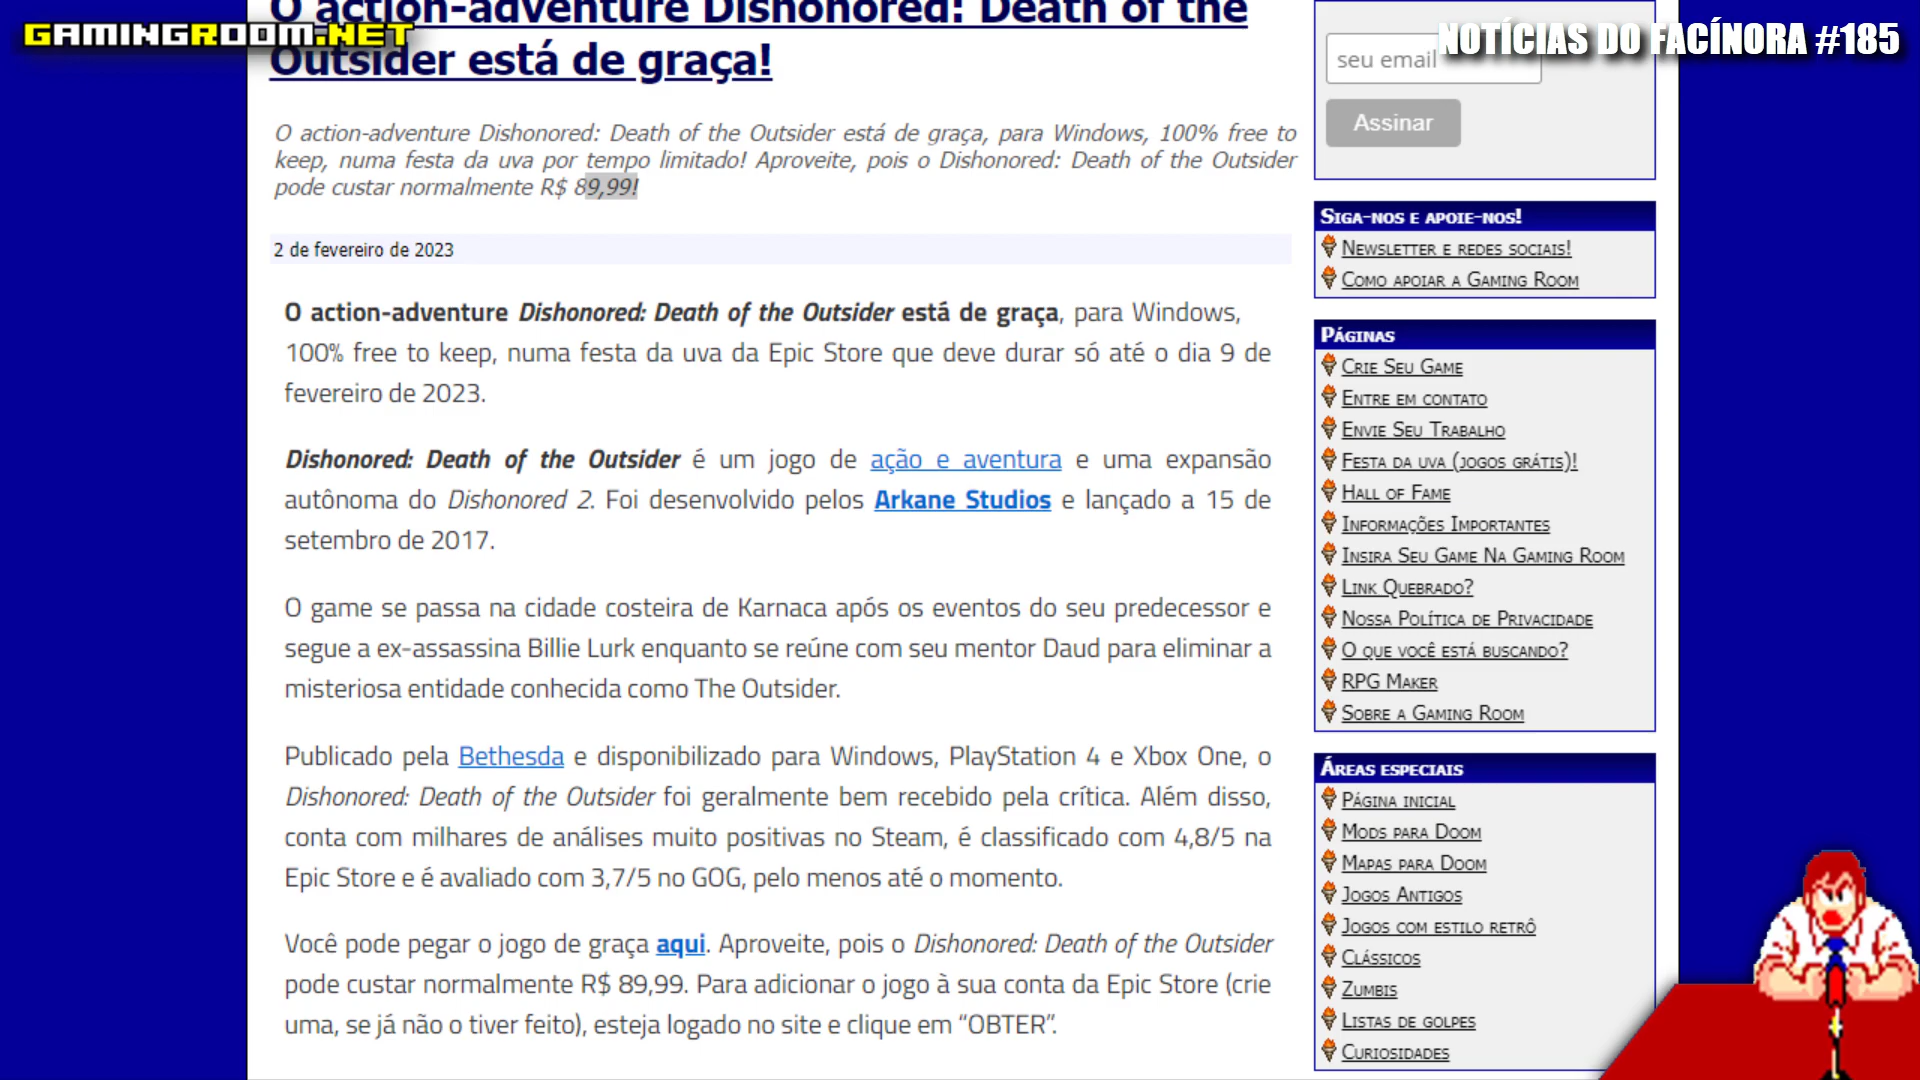 GAMINGROOM.NET
NOTÍCIAS DO FACÍNORA #185
O action-adventure Dishonored: Death of the
Outsider está de graça!
O action-adventure Dishonored: Death of the Outsider está de graça, para Windows, 100% free to
keep, numa festa da uva por tempo limitado! Aproveite, pois o Dishonored: Death of the Outsider
pode custar normalmente R$ 89,99!
2 de fevereiro de 2023
O action-adventure Dishonored: Death of the Outsider está de graça, para Windows,
100% free to keep, numa festa da uva da Epic Store que deve durar só até o dia 9 de
fevereiro de 2023.
Dishonored: Death of the Outsider é um jogo de ação e aventura e uma expansão
autônoma do Dishonored 2. Foi desenvolvido pelos Arkane Studios e lançado a 15 de
setembro de 2017.
O game se passa na cidade costeira de Karnaca após os eventos do seu predecessor e
segue a ex-assassina Billie Lurk enquanto se reúne com seu mentor Daud para eliminar a
misteriosa entidade conhecida como The Outsider.
Publicado pela Bethesda e disponibilizado para Windows, PlayStation 4 e Xbox One, o
Dishonored: Death of the Outsider foi geralmente bem recebido pela crítica. Além disso,
conta com milhares de análises muito positivas no Steam, é classificado com 4,8/5 na
Epic Store e é avaliado com 3,7/5 no GOG, pelo menos até o momento.
Você pode pegar o jogo de graça aqui. Aproveite, pois o Dishonored: Death of the Outsider
pode custar normalmente R$ 89,99. Para adicionar o jogo à sua conta da Epic Store (crie
uma, se já não o tiver feito), esteja logado no site e clique em “OBTER”.
seu email
Assinar
Siga-nos e apoie-nos!
Newsletter e redes sociais!
Como apoiar a Gaming Room
Páginas
Crie Seu Game
Entre em contato
Envie Seu Trabalho
Festa da uva (jogos grátis)!
Hall of Fame
Informações Importantes
Insira Seu Game Na Gaming Room
Link Quebrado?
Nossa Política de Privacidade
O que você está buscando?
RPG Maker
Sobre a Gaming Room
Áreas especiais
Página inicial
Mods para Doom
Mapas para Doom
Jogos Antigos
Jogos com estilo retrô
Clássicos
Zumbis
Listas de golpes
Curiosidades